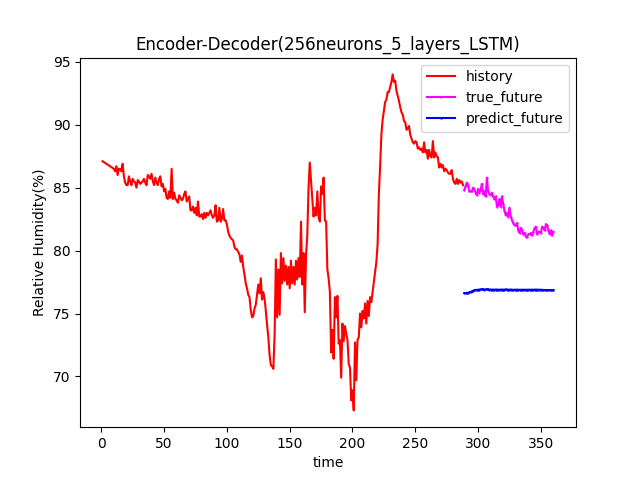 Encoder-Decoder(256neurons_5_layers_LSTM)
history
true_future
predict_future
Relative Humidity(%)
95
90
85
80
75
70
0 50 100 150 200 250 300 350
time